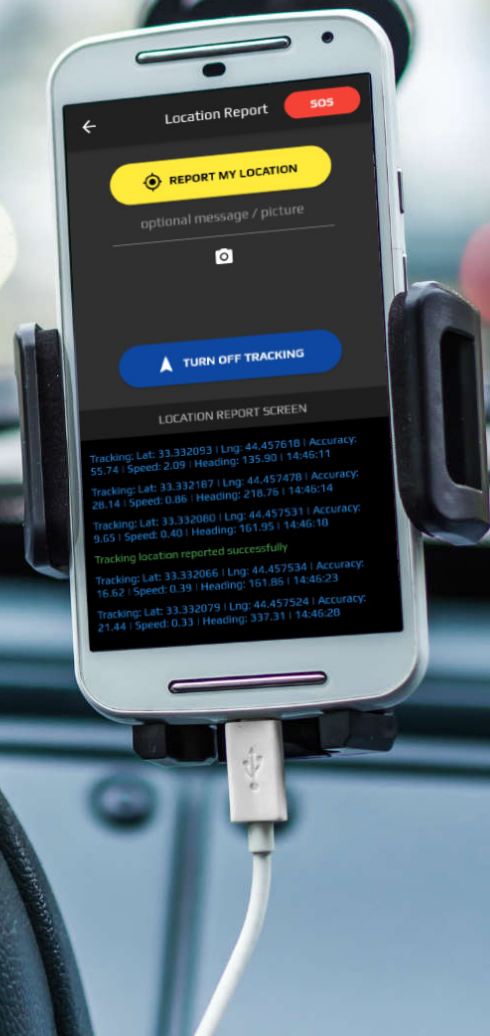 Location Report
SOS
REPORT MY LOCATION
optional message / picture
TURN OFF TRACKING
LOCATION REPORT SCREEN
Tracking: Lat: 33.332093 | Lng: 44.457618 | Accuracy:
55.74 | Speed: 2.09 | Heading: 135.90 | 14:46:11
Tracking: Lat: 33.332187 | Lng: 44.457478 | Accuracy:
28.14 | Speed: 0.86 | Heading: 218.76 | 14:46:14
Tracking: Lat: 33.332080 | Lng: 44.457531 | Accuracy:
9.65 | Speed: 0.40 | Heading: 161.95 | 14:46:18
Tracking location reported successfully
Tracking: Lat: 33.332066 | Lng: 44.457534 | Accuracy:
16.62 | Speed: 0.39 | Heading: 161.86 | 14:46:23
Tracking: Lat: 33.332079 | Lng: 44.457524 | Accuracy:
21.44 | Speed: 0.33 | Heading: 337.31 | 14:46:28